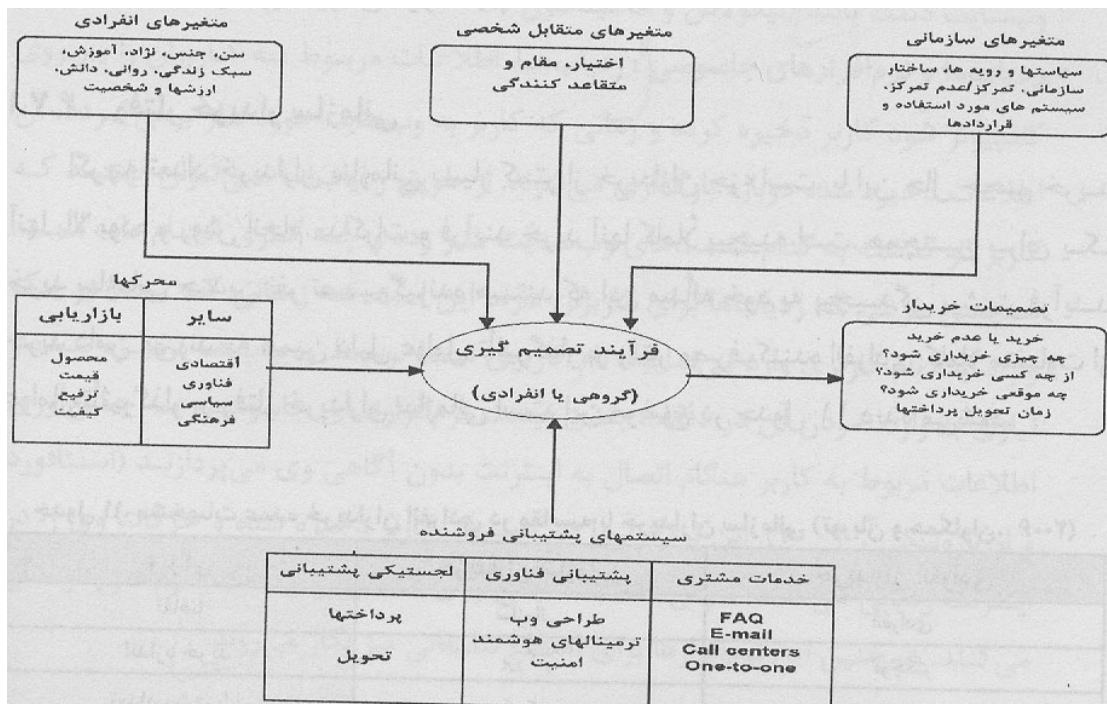 متغیرهای سازمانی
سیاستها و رویه‌ها، ساختار
سازمانی، تمرکز/عدم تمرکز،
سیستم های مورد استفاده و
قراردادها
متغیرهای متقابل شخصی
اختیار، مقام و
متقاعد کنندگی
متغیرهای انفرادی
سن، جنس، نژاد، آموزش،
سبک زندگی، روانی، دانش،
ارزشها و شخصیت
محرکها
سایر
بازاریابی
اقتصادی
فناوری
سیاسی
فرهنگی
محصول
قیمت
ترفیع
کیفیت
فرآیند تصمیم گیری
(گروهی یا انفرادی)
تصمیمات خریدار
خرید یا عدم خرید
چه چیزی خریداری شود؟
از چه کسی خریداری شود؟
چه موقعی خریداری شود؟
زمان تحویل پرداختها
سیستمهای پشتیبانی فروشنده
خدمات مشتری
پشتیبانی فناوری
لجستیکی پشتیبانی
FAQ
E-mail
Call centers
One-to-one
طراحی وب
ترمینالهای هوشمند
امنیت
پرداختها
تحویل